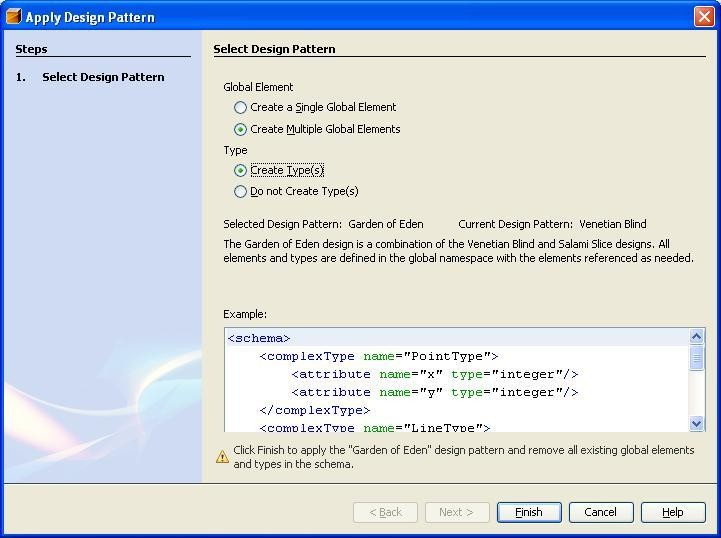 Apply Design Pattern
Steps
1. Select Design Pattern
Select Design Pattern
Global Element
Create a Single Global Element
Create Multiple Global Elements
Type
Create Type(s)
Do not Create Type(s)
Selected Design Pattern: Garden of Eden Current Design Pattern: Venetian Blind
The Garden of Eden design is a combination of the Venetian Blind and Salami Slice designs. All
elements and types are defined in the global namespace with the elements referenced as needed.
Example:
<schema>
<complexType name="PointType">
<attribute name="x" type="integer"/>
<attribute name="y" type="integer"/>
</complexType>
<complexType name="LineType">
Click Finish to apply the "Garden of Eden" design pattern and remove all existing global elements
and types in the schema.
< Back Next > Finish Cancel Help